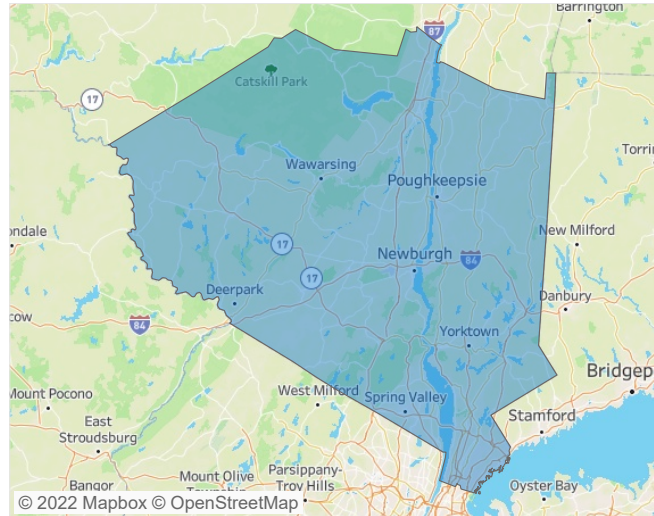 Barrington
87
Catskill Park
17
Wawarsing
Torrin
Poughkeepsie
17
New Milford
ondale
Newburgh
84
17
Deerpark
Danbury
cow
84
Yorktown
Bridgep
Mount Pocono
West Milford
Spring Valley
Stamford
East
Stroudsburg
Mount Olive
Township
Parsippany-
Troy Hills
Bangor
Oyster Bay
© 2022 Mapbox © OpenStreetMap